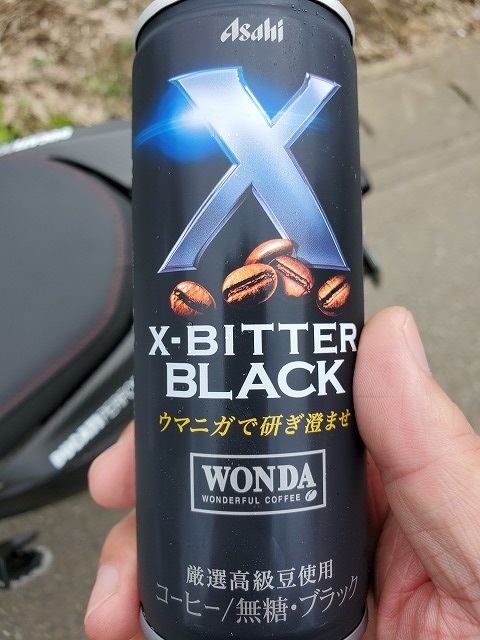 Asahi
X
X-BITTER
BLACK
ウマニガで研ぎ澄ませ
WONDA
WONDERFUL COFFEE
厳選高級豆使用
コーヒー/無糖・ブラック